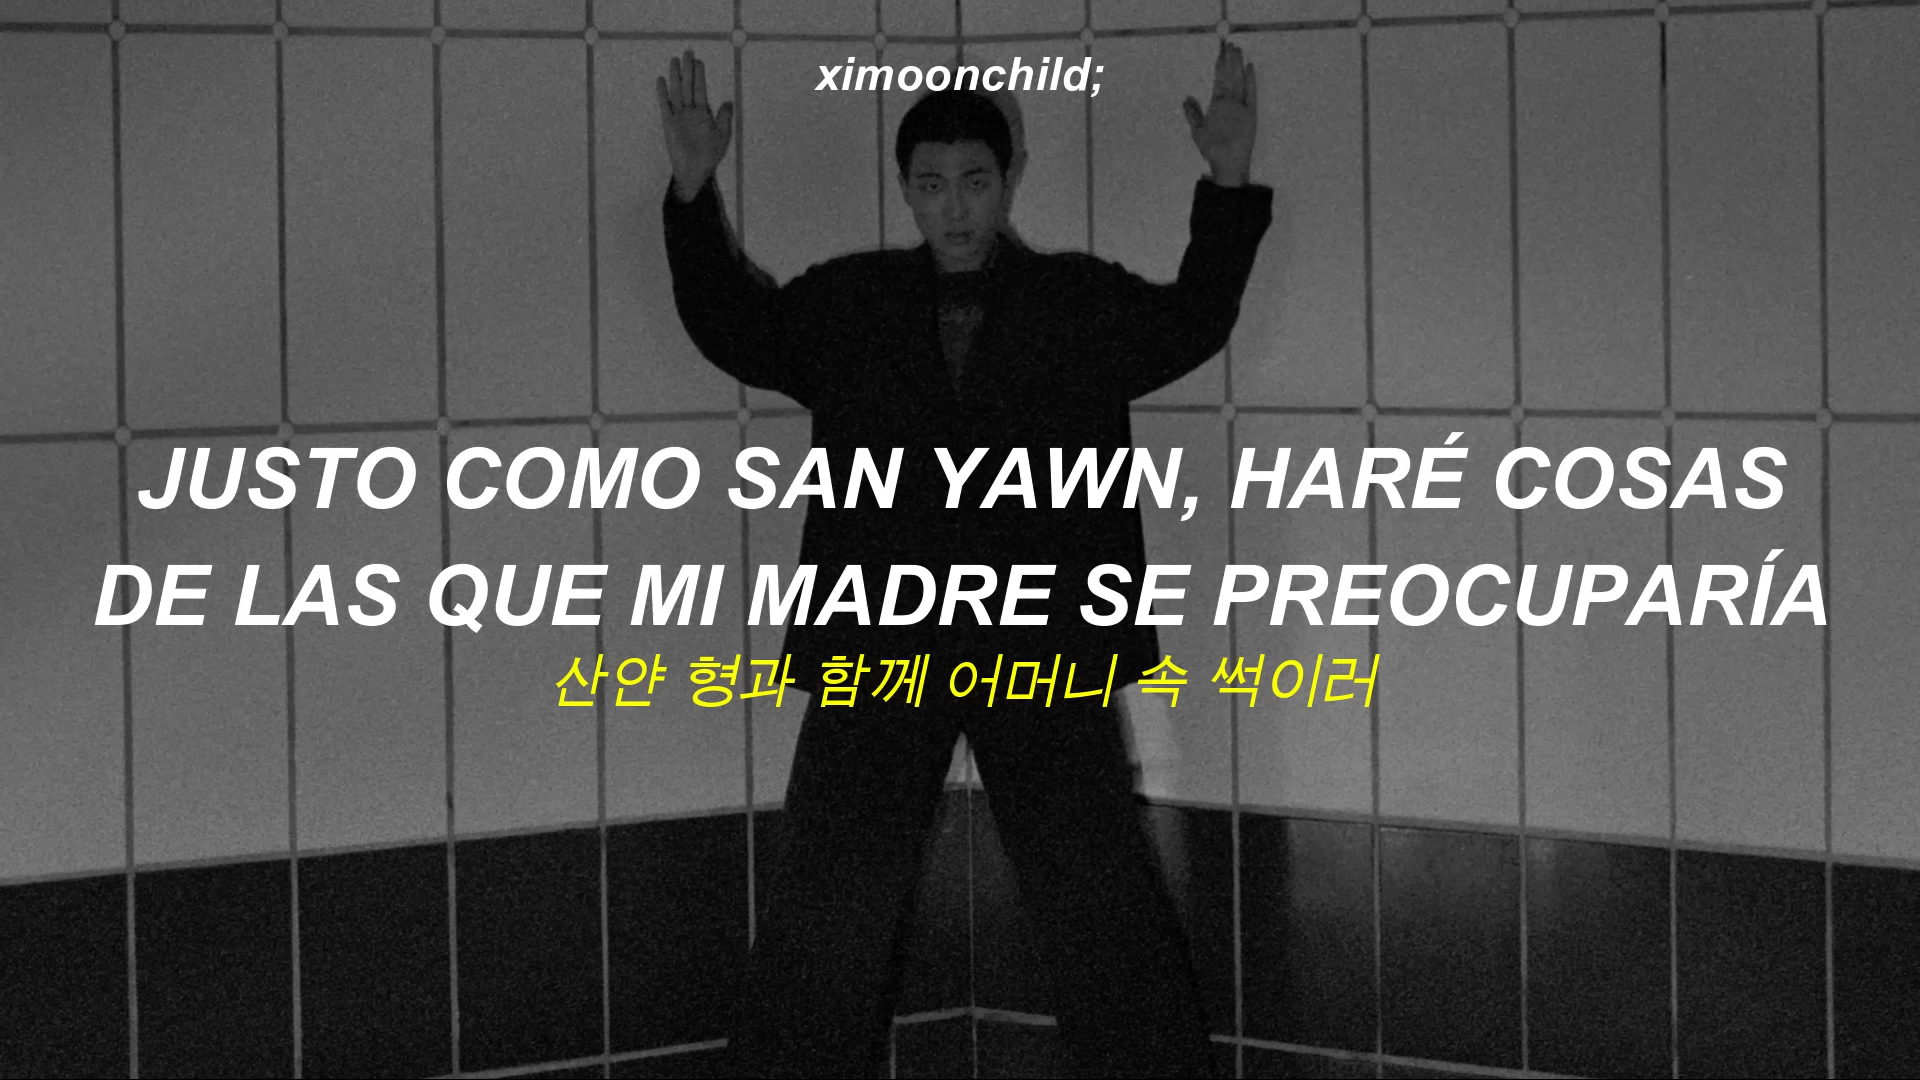 ximoonchild;
JUSTO COMO SAN YAWN, HARÉ COSAS
DE LAS QUE MI MADRE SE PREOCUPARÍA
산얀 형과 함께 어머니 속 썩이러